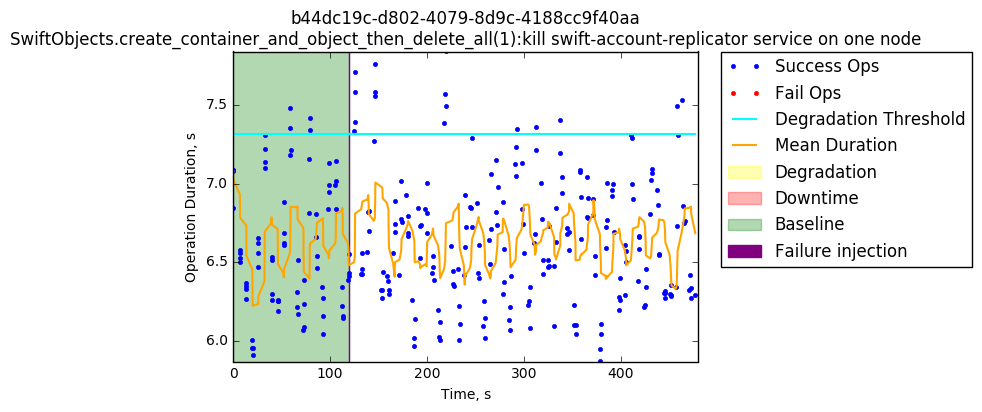 b44dc19c-d802-4079-8d9c-4188cc9f40aa
SwiftObjects.create_container_and_object_then_delete_all(1):kill swift-account-replicator service on one node
Success Ops
Fail Ops
Degradation Threshold
Mean Duration
Degradation
Downtime
Baseline
Failure injection
Operation Duration, s
7.5
7.0
6.5
6.0
0 100 200 300 400
Time, s